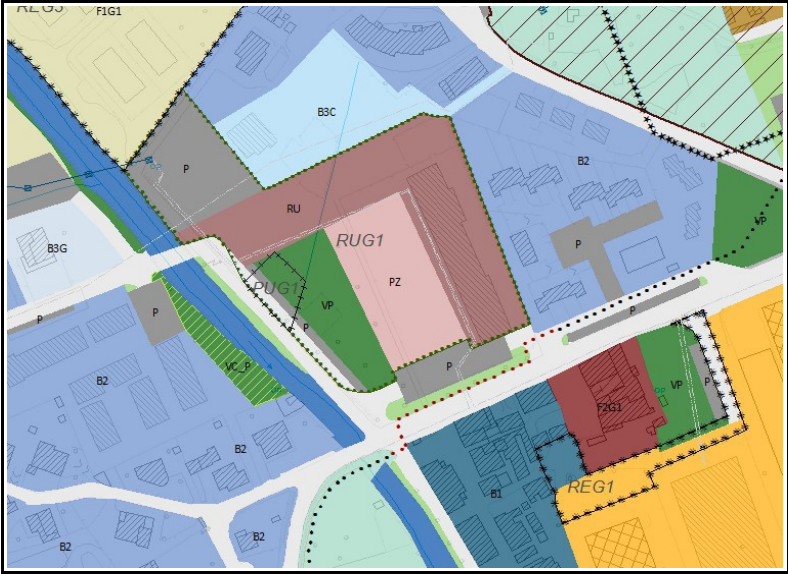 REG3
F1G1
B3C
P
B2
RU
VP
B3G
RUG1
P
PUG1
PZ
VP
P
P
P
P
B2
VC_P
P
VP
P
F2G1
B2
REG1
B1
B2
B2